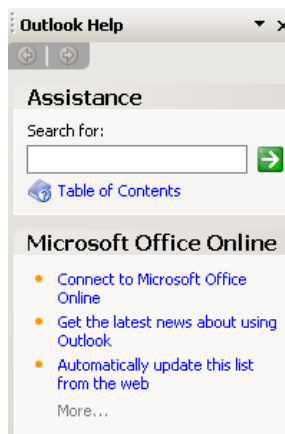 Outlook Help
Assistance
Search for:
Table of Contents
Microsoft Office Online
Connect to Microsoft Office
Online
Get the latest news about using
Outlook
Automatically update this list
from the web
More...